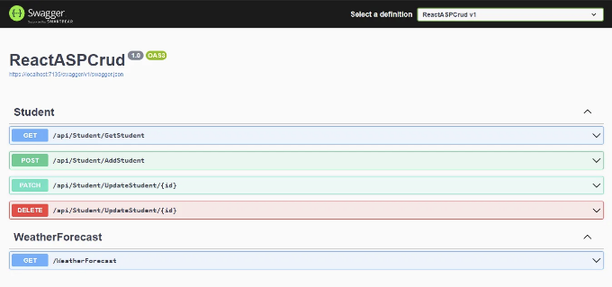 Swagger
Supported by SMARTBEAR
Select a definition
ReactASPCrud v1
ReactASPCrud 1.0 OAS3
https://localhost:7135/swagger/v1/swagger.json
Student
GET /api/Student/GetStudent
POST /api/Student/AddStudent
PATCH /api/Student/UpdateStudent/{id}
DELETE /api/Student/UpdateStudent/{id}
WeatherForecast
GET /WeatherForecast